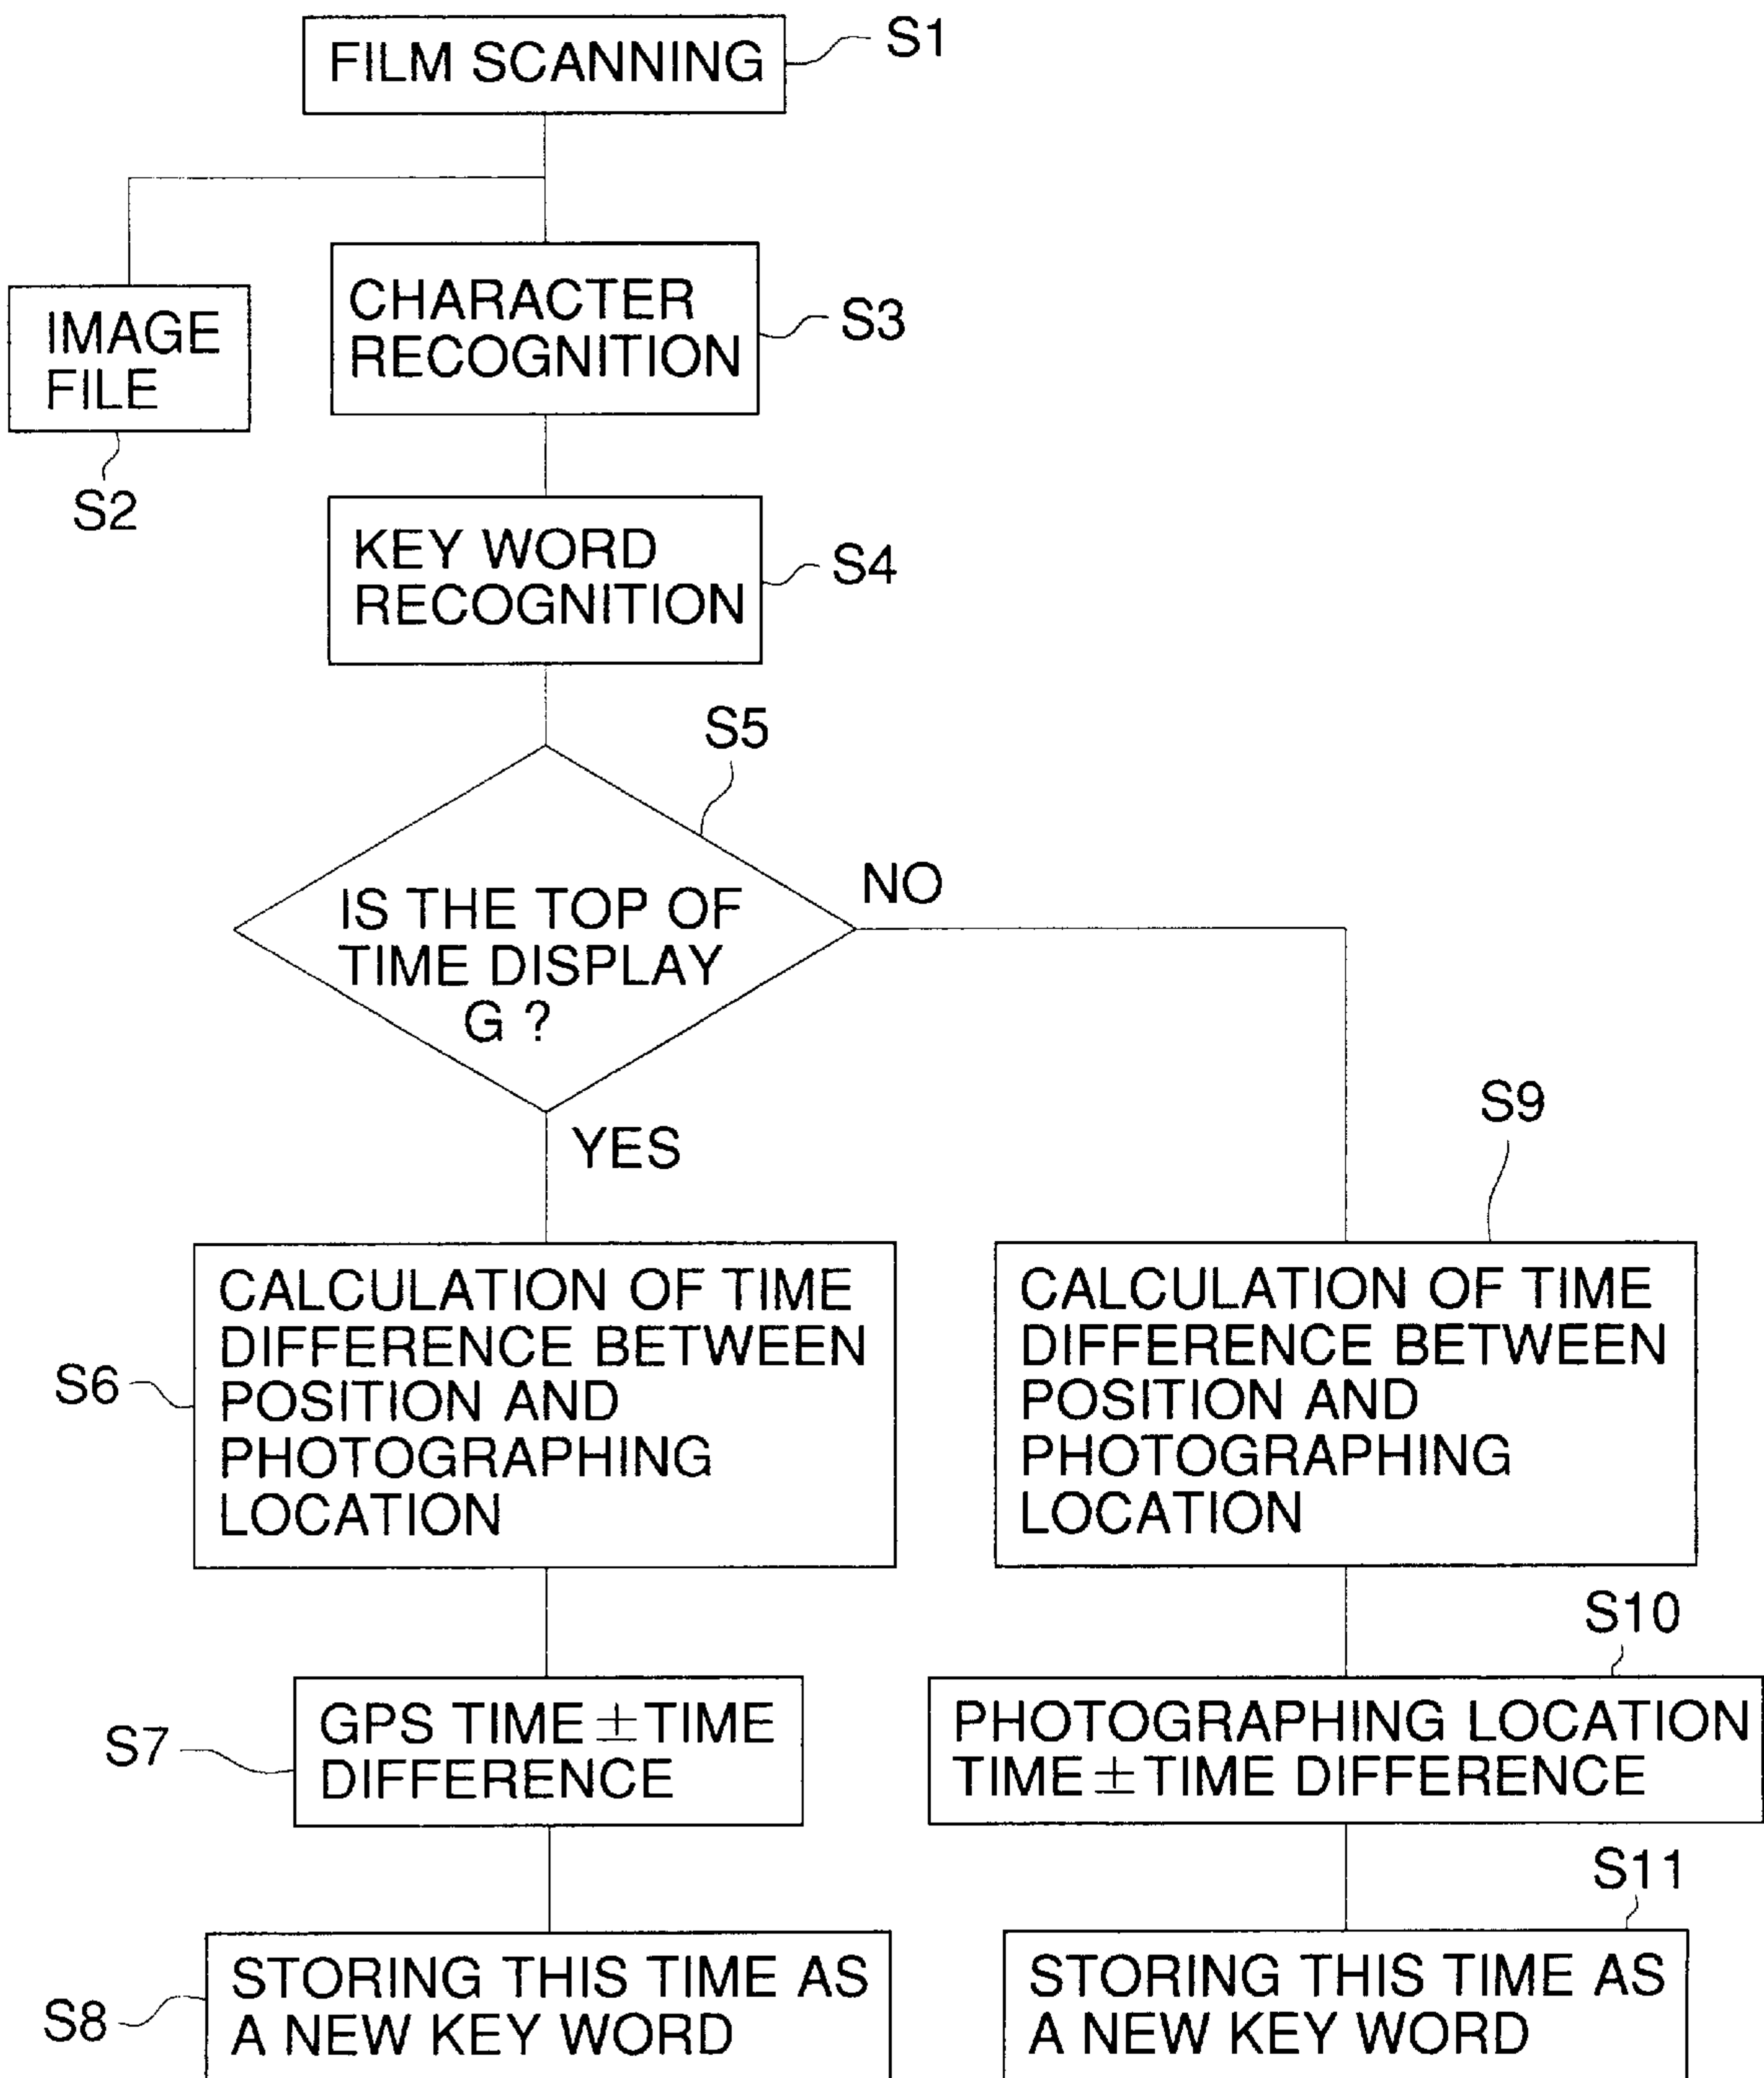 FILM SCANNING
S1
IMAGE
FILE
S2
CHARACTER
RECOGNITION
S3
KEY WORD
RECOGNITION
S4
S5
IS THE TOP OF
TIME DISPLAY
G ?
NO
YES
S6
CALCULATION OF TIME
DIFFERENCE BETWEEN
POSITION AND
PHOTOGRAPHING
LOCATION
S9
CALCULATION OF TIME
DIFFERENCE BETWEEN
POSITION AND
PHOTOGRAPHING
LOCATION
S7
GPS TIME ± TIME
DIFFERENCE
S10
PHOTOGRAPHING LOCATION
TIME ± TIME DIFFERENCE
S8
STORING THIS TIME AS
A NEW KEY WORD
S11
STORING THIS TIME AS
A NEW KEY WORD